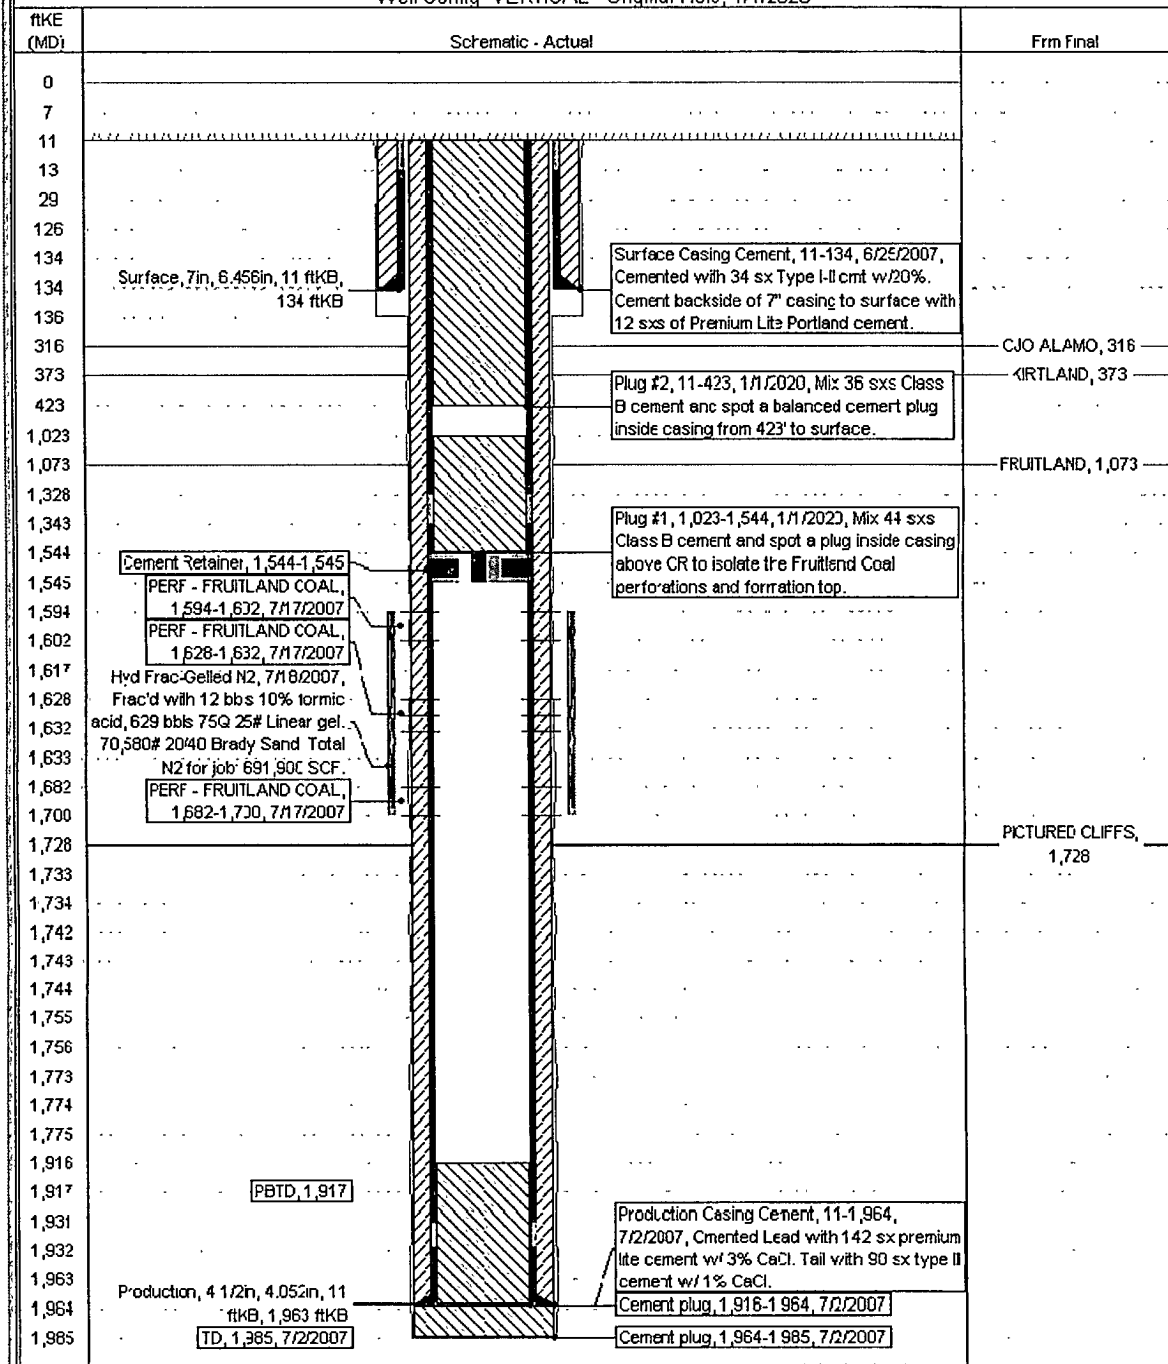 Well Config VERTICAL - Original Hole, 1/1/2020
ftKE
(MD)
Schematic - Actual
Frm Final
0
7
11
13
29
126
134
134
136
316
373
423
1,023
1,073
1,328
1,343
1,544
1,545
1,594
1,602
1,617
1,628
1,632
1,633
1,682
1,700
1,728
1,733
1,734
1,742
1,743
1,744
1,755
1,756
1,773
1,774
1,775
1,916
1,917
1,931
1,932
1,963
1,964
1,985
Surface, 7in, 6.456in, 11 ftKB,
134 ftKB
Surface Casing Cement, 11-134, 6/25/2007,
Cemented with 34 sx Type I-II cmt w/20%.
Cement backside of 7" casing to surface with
12 sxs of Premium Lite Portland cement.
OJO ALAMO, 316
KIRTLAND, 373
Plug #2, 11-423, 1/1/2020, Mix 36 sxs Class
B cement and spot a balanced cement plug
inside casing from 423' to surface.
FRUITLAND, 1,073
Plug #1, 1,023-1,544, 1/1/2020, Mix 44 sxs
Class B cement and spot a plug inside casing
above CR to isolate the Fruitland Coal
perforations and formation top.
Cement Retainer, 1,544-1,545
PERF - FRUITLAND COAL,
1,594-1,602, 7/17/2007
PERF - FRUITLAND COAL,
1,628-1,632, 7/17/2007
Hyd Frac-Gelled N2, 7/18/2007,
Frac'd with 12 bbs 10% formic
acid, 629 bbls 75Q 25# Linear gel.
70,580# 20/40 Brady Sand Total
N2 for job 691,900 SCF.
PERF - FRUITLAND COAL,
1,682-1,700, 7/17/2007
PICTURED CLIFFS,
1,728
PBTD, 1,917
Production Casing Cement, 11-1,964,
7/2/2007, Cmented Lead with 142 sx premium
lite cement w/ 3% CaCl. Tail with 90 sx type II
cement w/ 1% CaCl.
Production, 4 1/2in, 4.052in, 11
ftKB, 1,963 ftKB
Cement plug, 1,916-1,964, 7/2/2007
TD, 1,985, 7/2/2007
Cement plug, 1,964-1,985, 7/2/2007